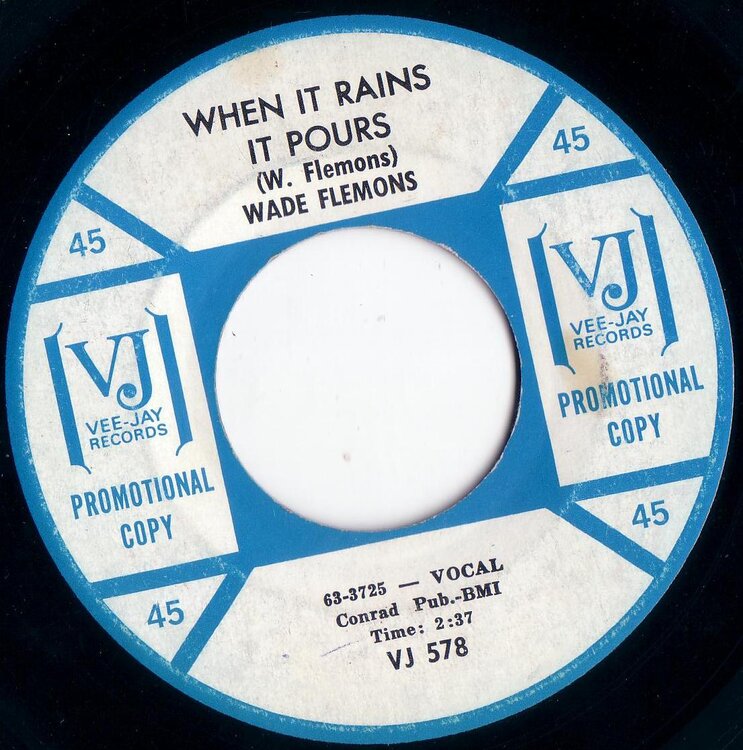 WHEN IT RAINS
IT POURS
(W. Flemons)
WADE FLEMONS
45
45
VJ
VEE-JAY
RECORDS
PROMOTIONAL
COPY
VJ
VEE-JAY
RECORDS
PROMOTIONAL
COPY
45
45
63-3725 — VOCAL
Conrad Pub.-BMI
Time: 2:37
VJ 578